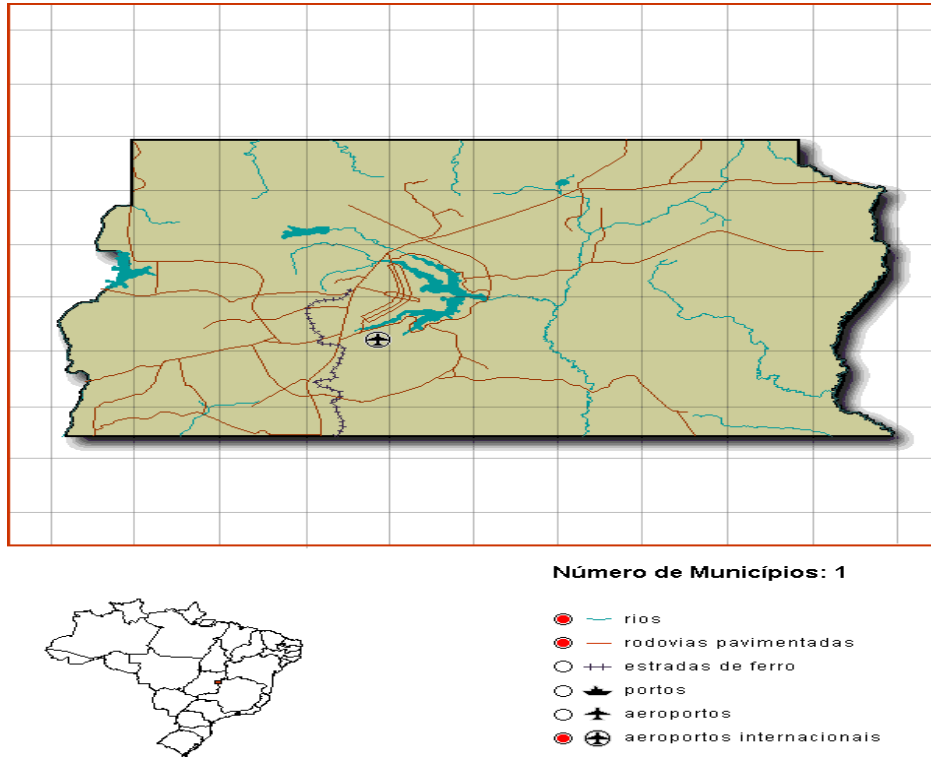 Número de Municípios: 1
rios
rodovias pavimentadas
estradas de ferro
portos
aeroportos
aeroportos internacionais